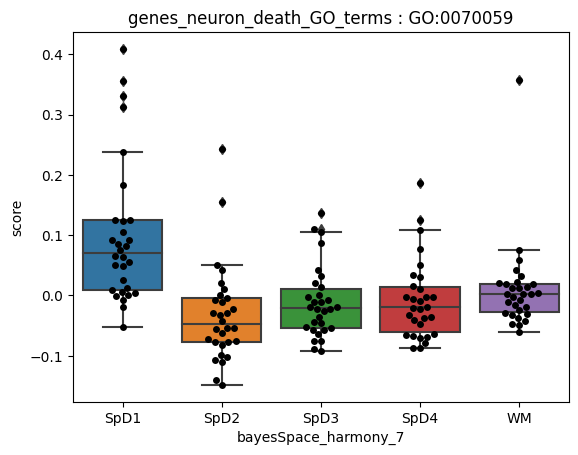 genes_neuron_death_GO_terms : GO:0070059
score
0.4
0.3
0.2
0.1
0.0
−0.1
SpD1 SpD2 SpD3 SpD4 WM
bayesSpace_harmony_7